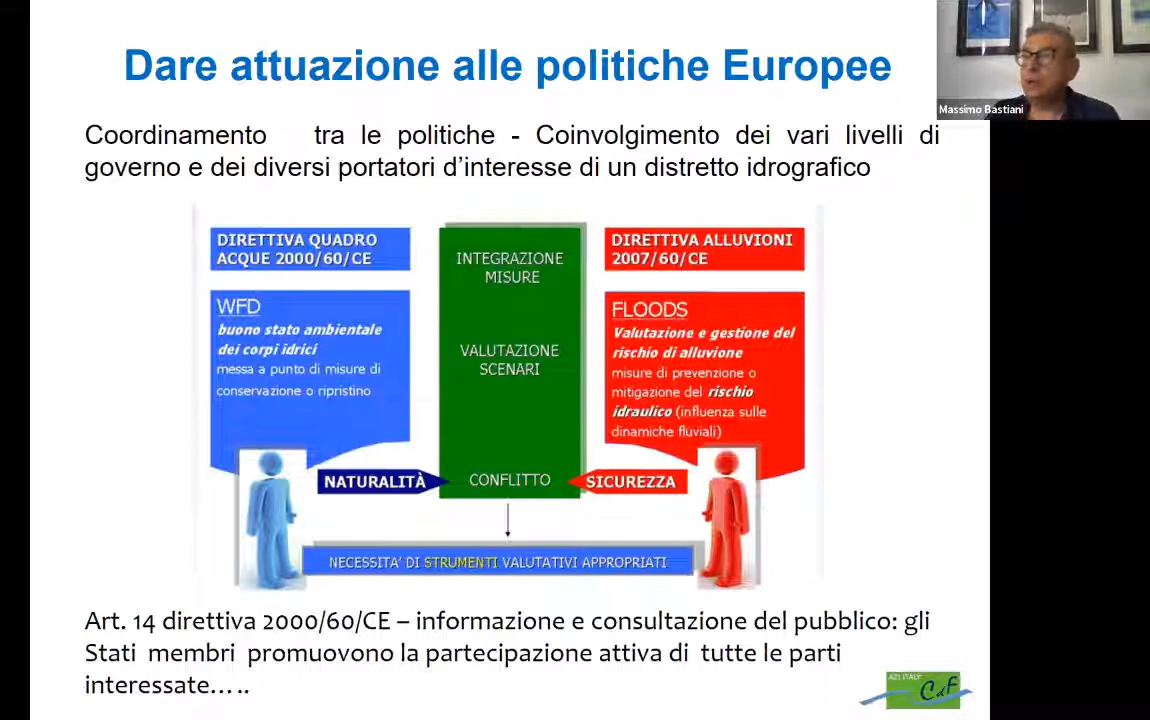 Dare attuazione alle politiche Europee
Massimo Bastiani
Coordinamento tra le politiche - Coinvolgimento dei vari livelli di
governo e dei diversi portatori d'interesse di un distretto idrografico
DIRETTIVA QUADRO
ACQUE 2000/60/CE
WFD
buono stato ambientale
dei corpi idrici
messa a punto di misure di
conservazione o ripristino
INTEGRAZIONE
MISURE
VALUTAZIONE
SCENARI
CONFLITTO
DIRETTIVA ALLUVIONI
2007/60/CE
FLOODS
Valutazione e gestione del
rischio di alluvione
misure di prevenzione o
mitigazione del rischio
idraulico (influenza sulle
dinamiche fluviali)
NATURALITÀ
SICUREZZA
NECESSITA' DI STRUMENTI VALUTATIVI APPROPRIATI
Art. 14 direttiva 2000/60/CE – informazione e consultazione del pubblico: gli
Stati membri promuovono la partecipazione attiva di tutte le parti
interessate.…..
CdF